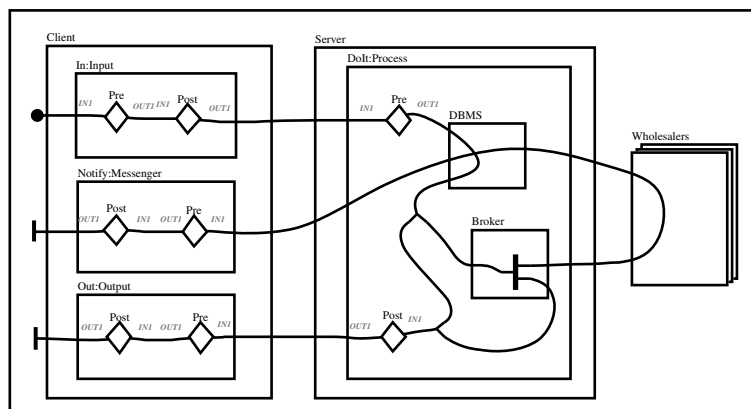 Client
Server
In:Input
DoIt:Process
Pre
Post
IN1
OUT1
IN1
OUT1
Pre
IN1
OUT1
DBMS
Wholesalers
Notify:Messenger
Post
Pre
OUT1
IN1
OUT1
IN1
Broker
Out:Output
Post
Pre
OUT1
IN1
OUT1
IN1
Post
OUT1
IN1